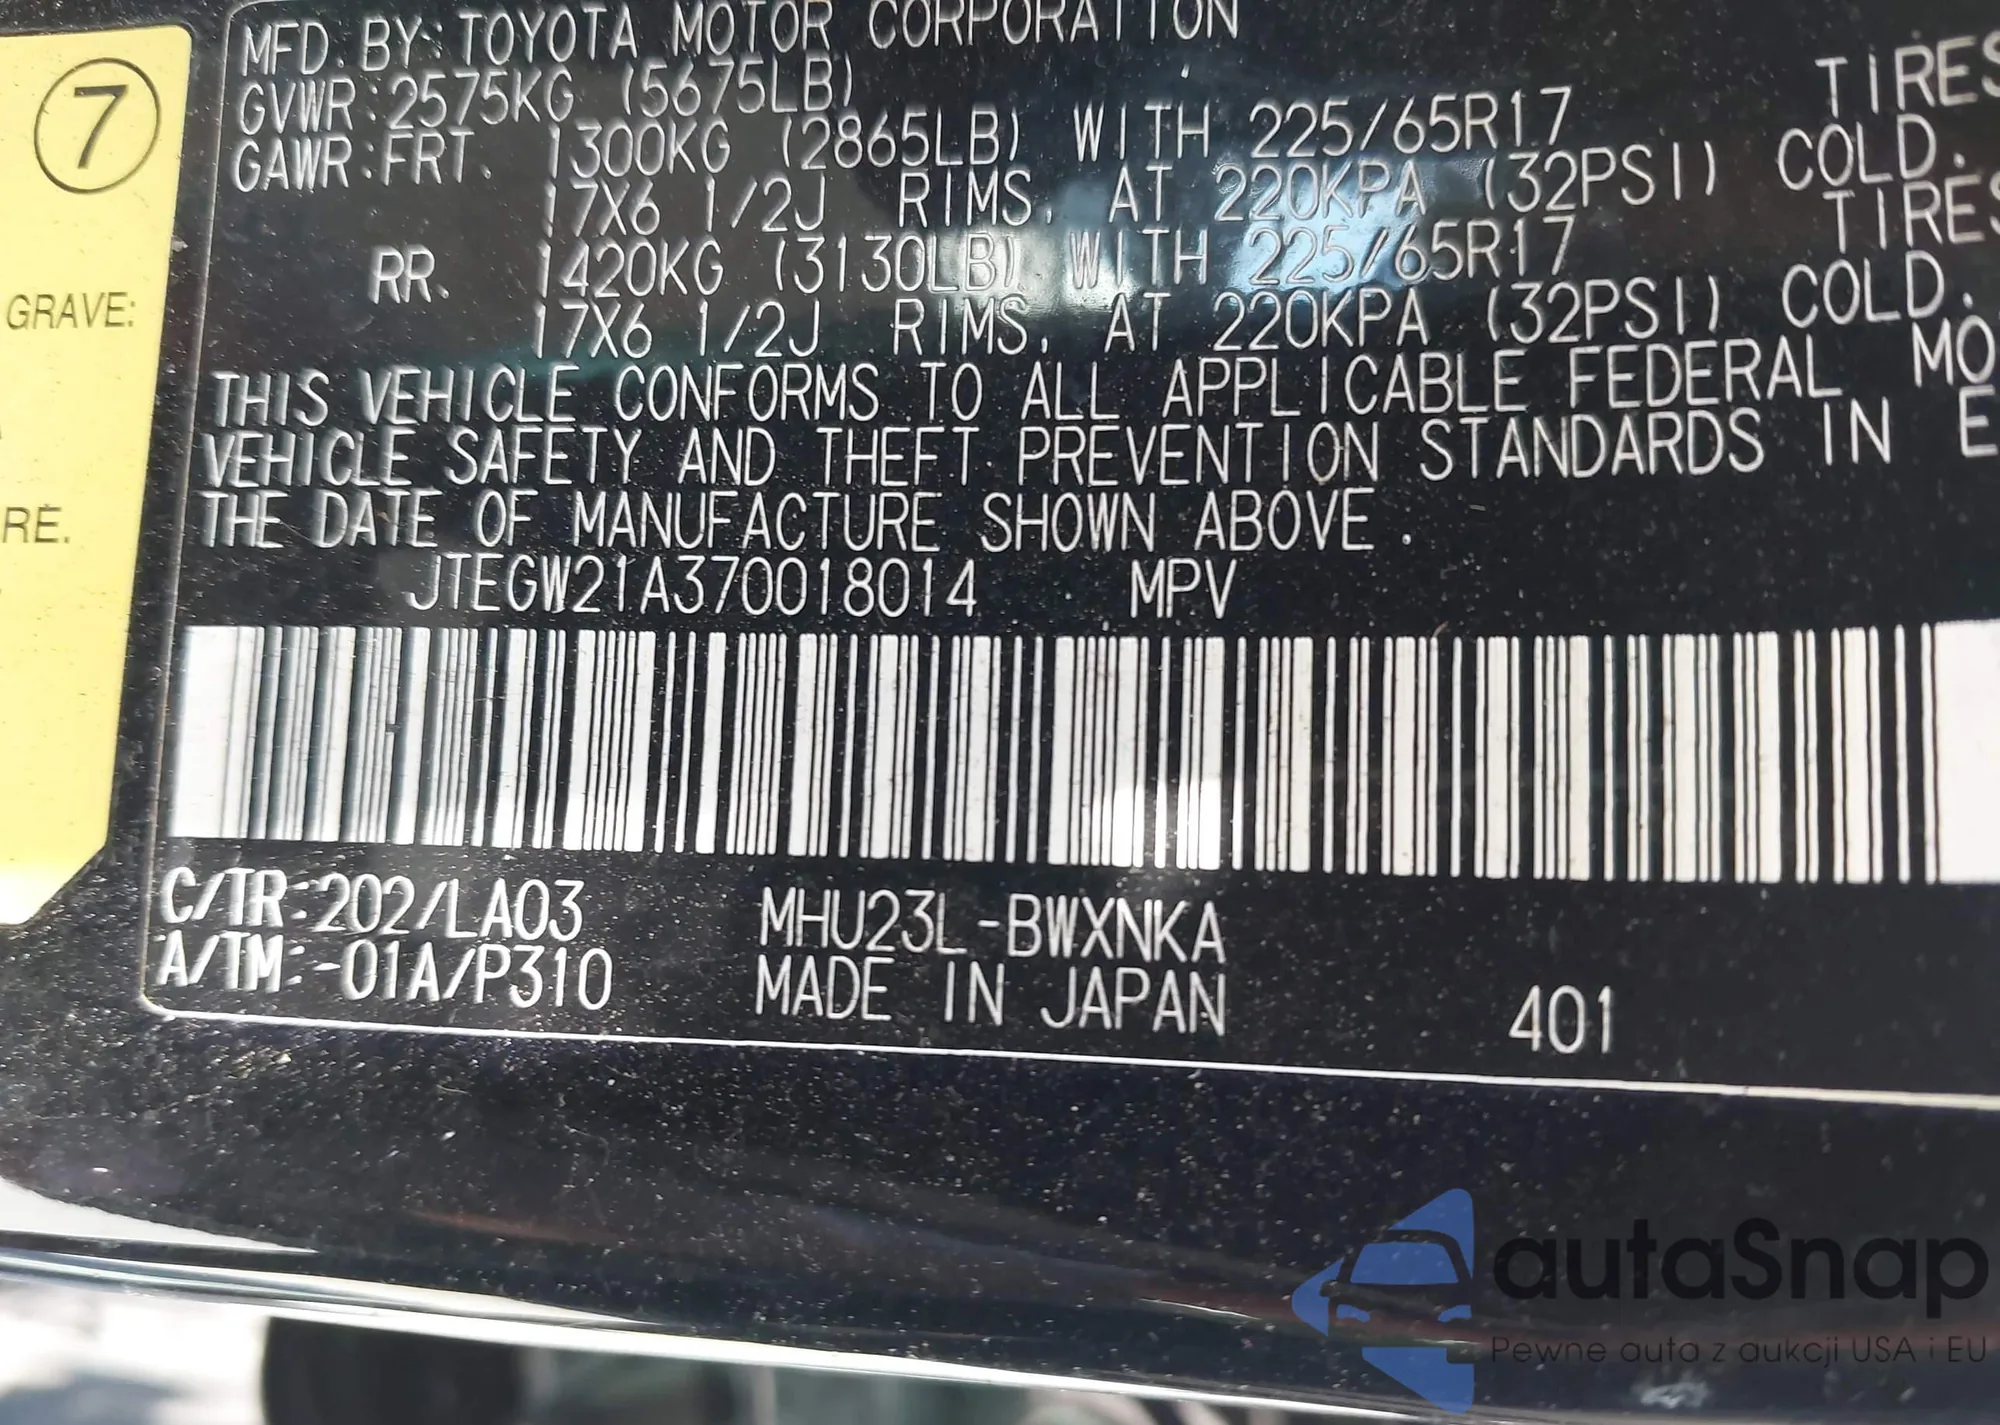 7
GRAVE:
RE.
MFD. BY: TOYOTA MOTOR CORPORATION
GVWR: 2575KG (5675LB)
GAWR: FRT. 1300KG (2865LB) WITH 225/65R17 TIRES
17X6 1/2J RIMS, AT 220KPA (32PSI) COLD.
RR. 1420KG (3130LB) WITH 225/65R17 TIRES
17X6 1/2J RIMS, AT 220KPA (32PSI) COLD.
THIS VEHICLE CONFORMS TO ALL APPLICABLE FEDERAL MO
VEHICLE SAFETY AND THEFT PREVENTION STANDARDS IN E
THE DATE OF MANUFACTURE SHOWN ABOVE.
JTEGW21A370018014 MPV
C/TR: 202/LA03 MHU23L-BWXNKA
A/TM: -01A/P310 MADE IN JAPAN 401
autaSnap
Pewne auta z aukcji USA i EU